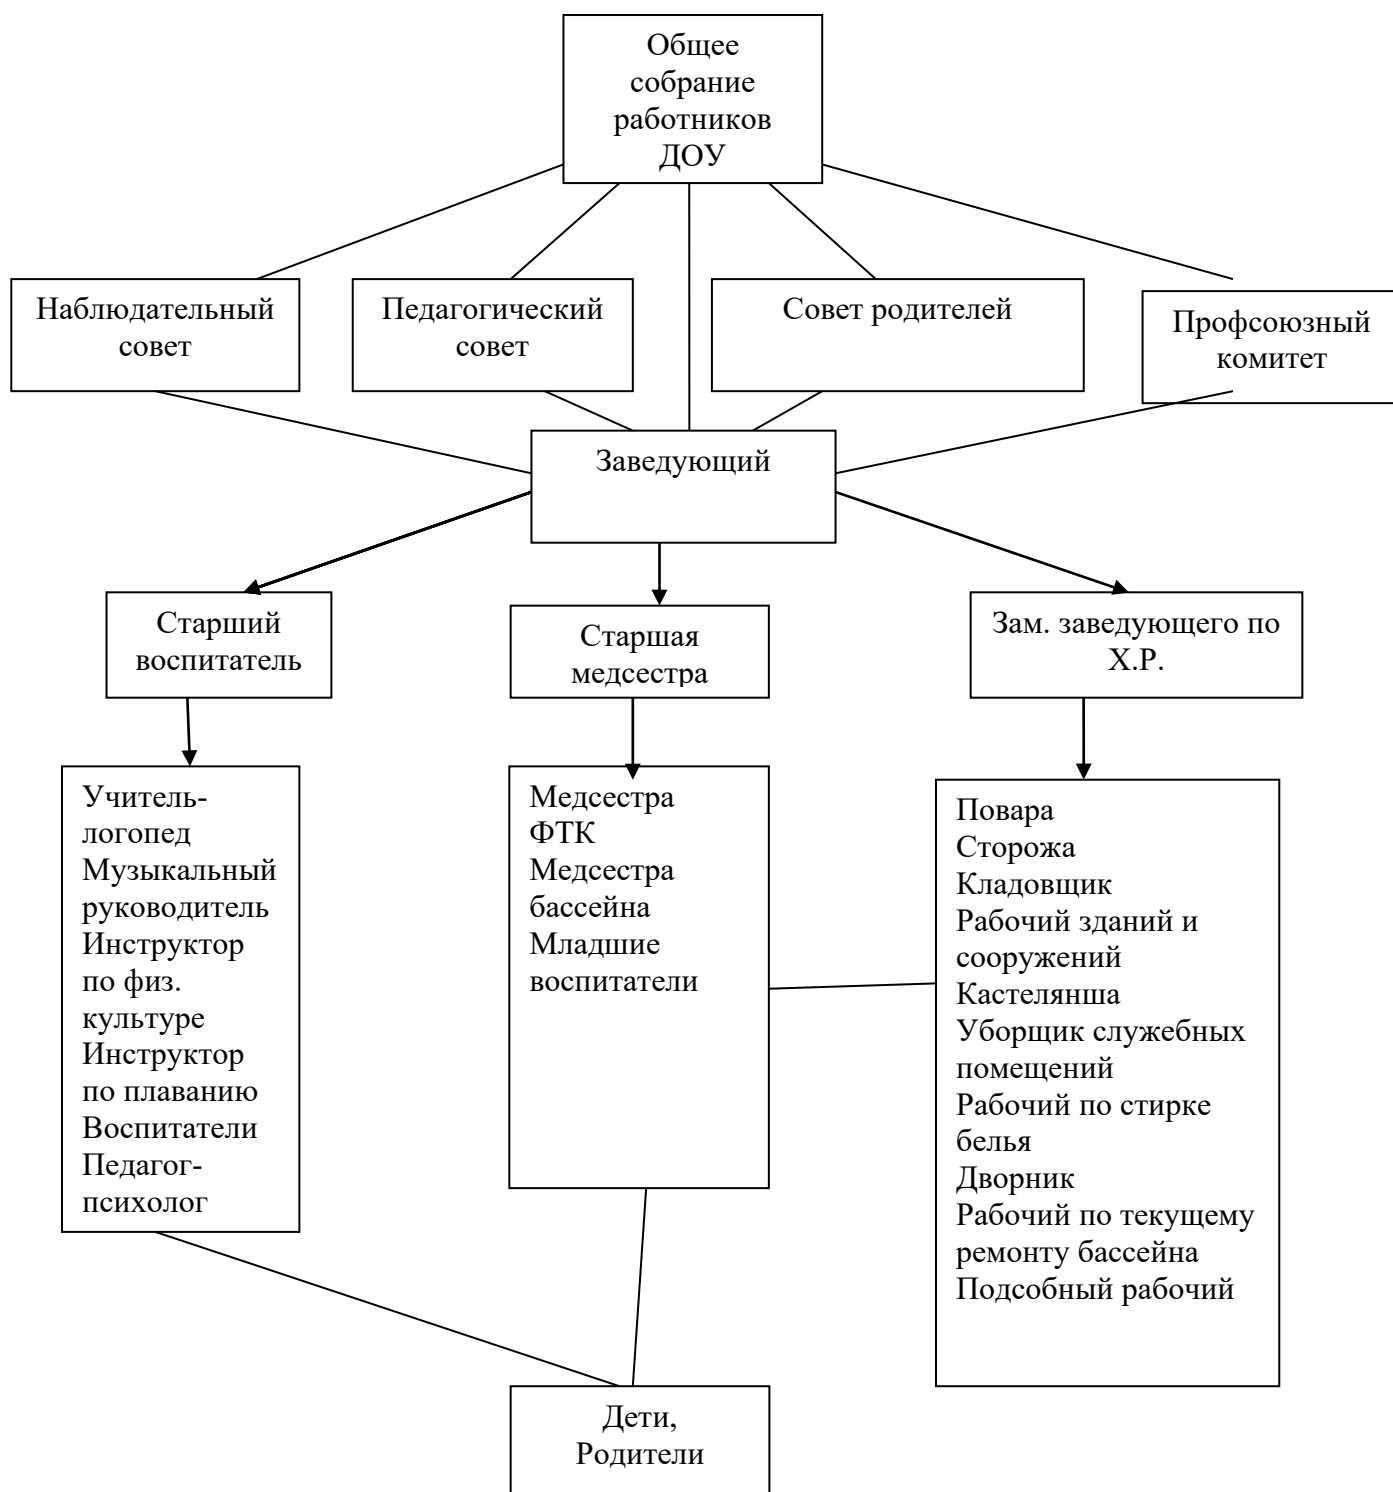 Общее
собрание
работников
ДОУ
Наблюдательный
совет
Педагогический
совет
Совет родителей
Профсоюзный
комитет
Заведующий
Старший
воспитатель
Старшая
медсестра
Зам. заведующего по
Х.Р.
Учитель-
логопед
Музыкальный
руководитель
Инструктор
по физ.
культуре
Инструктор
по плаванию
Воспитатели
Педагог-
психолог
Медсестра
ФТК
Медсестра
бассейна
Младшие
воспитатели
Повара
Сторожа
Кладовщик
Рабочий зданий и
сооружений
Кастелянша
Уборщик служебных
помещений
Рабочий по стирке
белья
Дворник
Рабочий по текущему
ремонту бассейна
Подсобный рабочий
Дети,
Родители